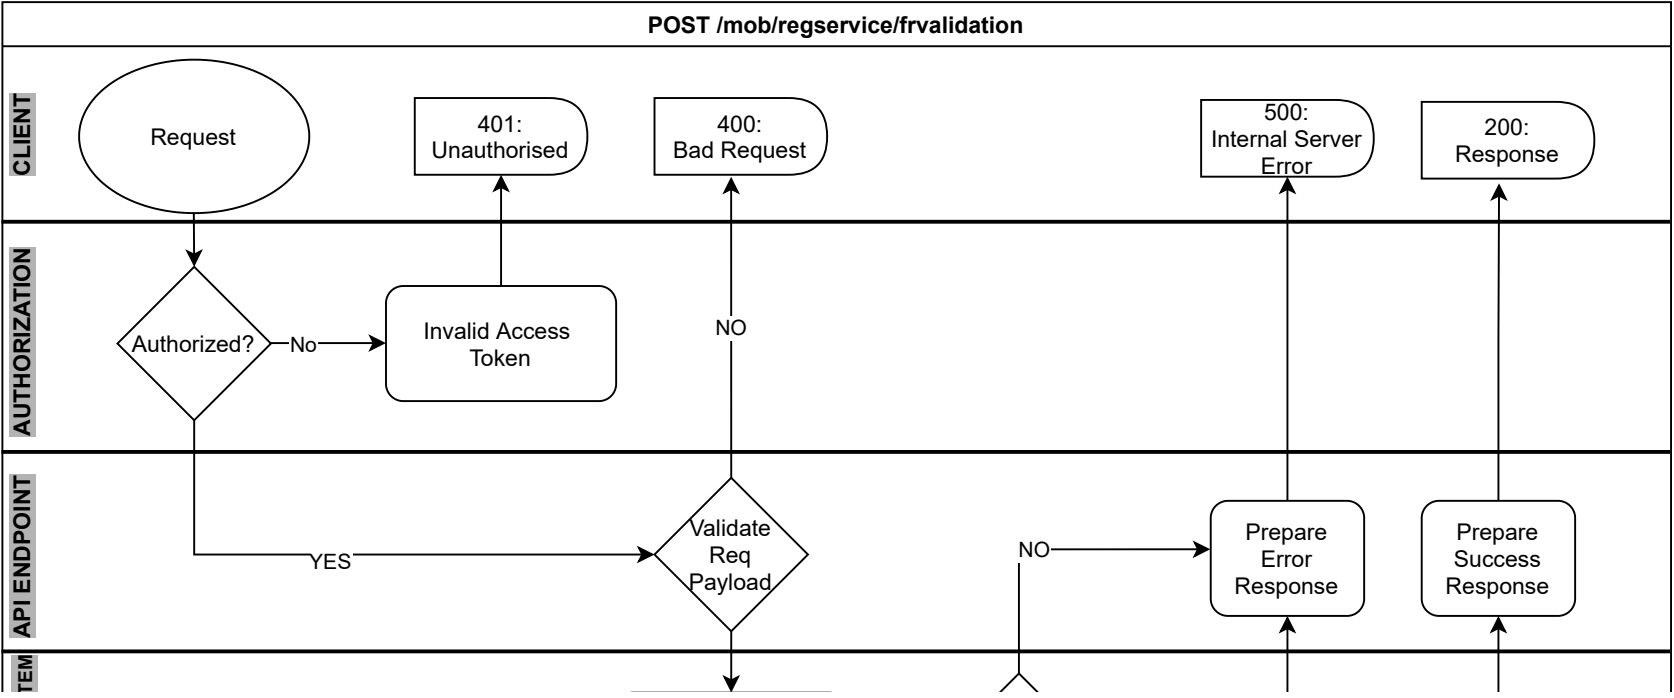 POST /mob/regservice/frvalidation
CLIENT
Request
401:
Unauthorised
400:
Bad Request
500:
Internal Server
Error
200:
Response
AUTHORIZATION
Authorized?
No
Invalid Access
Token
NO
API ENDPOINT
YES
Validate
Req
Payload
NO
Prepare
Error
Response
Prepare
Success
Response
TEM